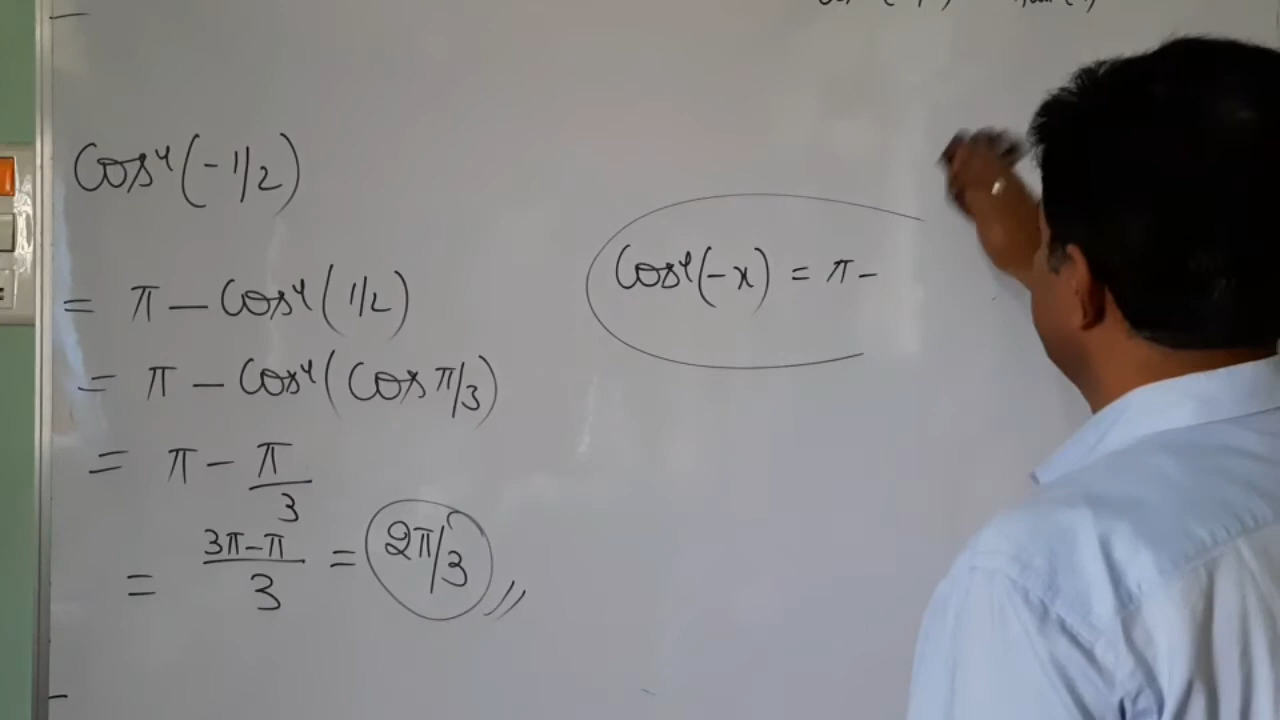 cos⁻¹(-1/2)
= π - cos⁻¹(1/2)
= π - cos⁻¹(cos π/3)
= π - π/3
= 3π-π/3 = 2π/3
cos⁻¹(-x) = π -